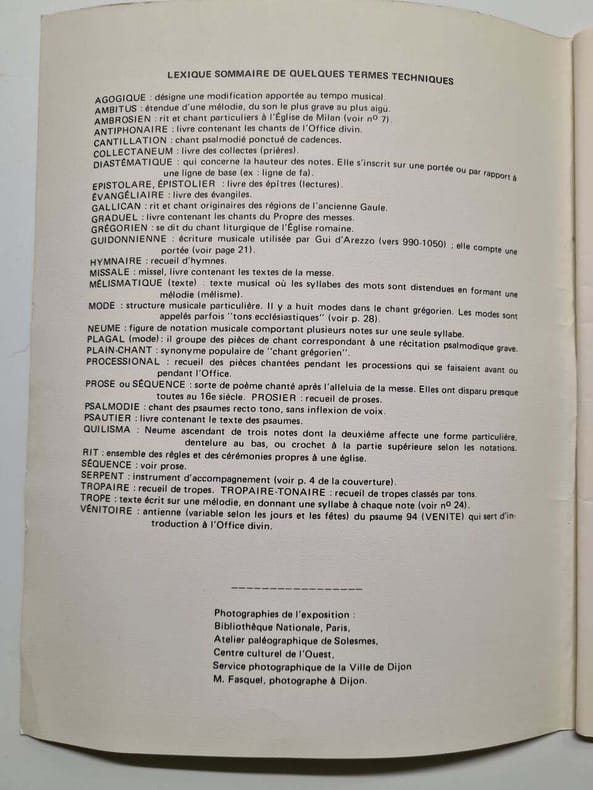 LEXIQUE SOMMAIRE DE QUELQUES TERMES TECHNIQUES
AGOGIQUE : désigne une modification apportée au tempo musical.
AMBITUS : étendue d'une mélodie, du son le plus grave au plus aigü.
AMBROSIEN : rit et chant particuliers à l'Église de Milan (voir nº 7).
ANTIPHONAIRE : livre contenant les chants de l'Office divin.
CANTILLATION : chant psalmodié ponctué de cadences.
COLLECTANEUM : livre des collectes (prières).
DIASTÉMATIQUE : qui concerne la hauteur des notes. Elle s'inscrit sur une portée ou par rapport à
une ligne de base (ex : ligne de fa).
EPISTOLARE, ÉPISTOLIER : livre des épîtres (lectures).
ÉVANGÉLIAIRE : livre des évangiles.
GALLICAN : rit et chant originaires des régions de l'ancienne Gaule.
GRADUEL : livre contenant les chants du Propre des messes.
GRÉGORIEN : se dit du chant liturgique de l'Église romaine.
GUIDONNIENNE : écriture musicale utilisée par Gui d'Arezzo (vers 990-1050) ; elle compte une
portée (voir page 21).
HYMNAIRE : recueil d'hymnes.
MISSALE : missel, livre contenant les textes de la messe.
MÉLISMATIQUE (texte) : texte musical où les syllabes des mots sont distendues en formant une
mélodie (mélisme).
MODE : structure musicale particulière. Il y a huit modes dans le chant grégorien. Les modes sont
appelés parfois "tons ecclésiastiques" (voir p. 28).
NEUME : figure de notation musicale comportant plusieurs notes sur une seule syllabe.
PLAGAL (mode) : il groupe des pièces de chant correspondant à une récitation psalmodique grave.
PLAIN-CHANT : synonyme populaire de "chant grégorien".
PROCESSIONAL : recueil des pièces chantées pendant les processions qui se faisaient avant ou
pendant l'Office.
PROSE ou SÉQUENCE : sorte de poème chanté après l'alleluia de la messe. Elles ont disparu presque
toutes au 16e siècle. PROSIER : recueil de proses.
PSALMODIE : chant des psaumes recto tono, sans inflexion de voix.
PSAUTIER : livre contenant le texte des psaumes.
QUILISMA : Neume ascendant de trois notes dont la deuxième affecte une forme particulière,
dentelure au bas, ou crochet à la partie supérieure selon les notations.
RIT : ensemble des règles et des cérémonies propres à une église.
SÉQUENCE : voir prose.
SERPENT : instrument d'accompagnement (voir p. 4 de la couverture).
TROPAIRE : recueil de tropes. TROPAIRE-TONAIRE : recueil de tropes classés par tons.
TROPE : texte écrit sur une mélodie, en donnant une syllabe à chaque note (voir nº 24).
VÉNITOIRE : antienne (variable selon les jours et les fêtes) du psaume 94 (VENITE) qui sert d'in-
troduction à l'Office divin.
Photographies de l'exposition :
Bibliothèque Nationale, Paris,
Atelier paléographique de Solesmes,
Centre culturel de l'Ouest,
Service photographique de la Ville de Dijon
M. Fasquel, photographe à Dijon.